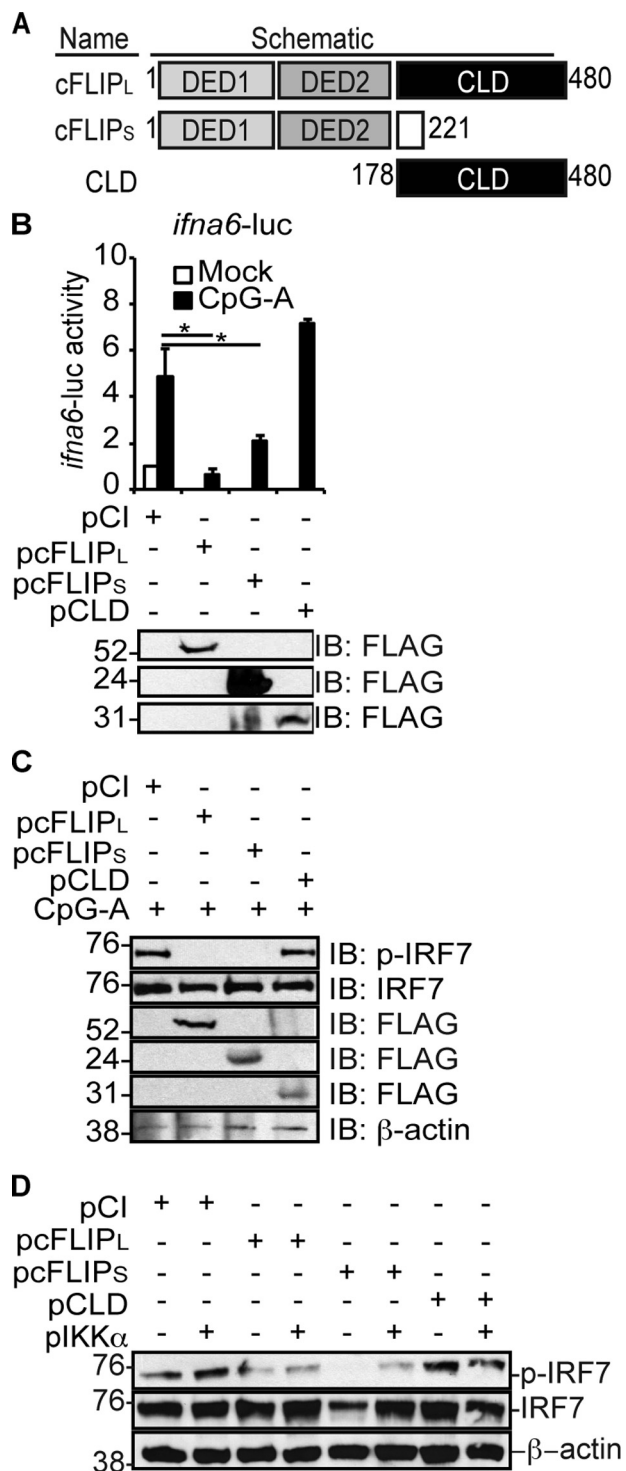 A
Name Schematic
cFLIPL 1 DED1 DED2 CLD 480
cFLIPS 1 DED1 DED2 221
CLD 178 CLD 480
B
ifna6-luc
10
8
6
4
2
0
ifna6-luc activity
Mock
CpG-A
*
*
pCI + - - -
pcFLIPL - + - -
pcFLIPS - - + -
pCLD - - - +
52- IB: FLAG
24- IB: FLAG
31- IB: FLAG
C
pCI + - - -
pcFLIPL - + - -
pcFLIPS - - + -
pCLD - - - +
CpG-A + + + +
76- IB: p-IRF7
76- IB: IRF7
52- IB: FLAG
24- IB: FLAG
31- IB: FLAG
38- IB: β-actin
D
pCI + + - - - - - -
pcFLIPL - - + + - - - -
pcFLIPS - - - - + + - -
pCLD - - - - - - + +
pIKKα - + - + - + - +
76- -p-IRF7
76- -IRF7
38- -β-actin